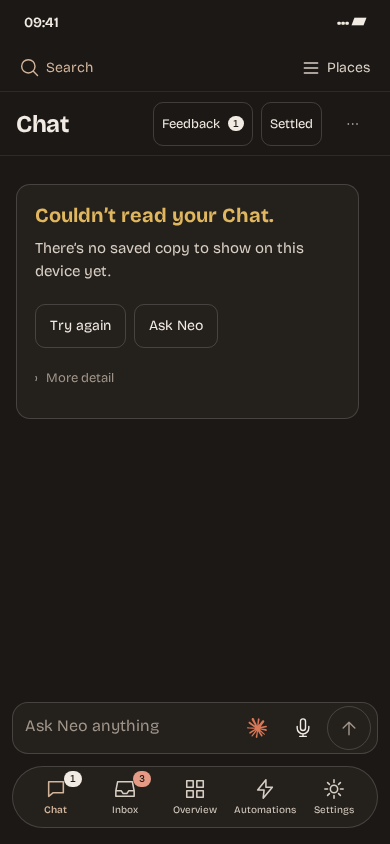 09:41
Search
Places
Chat
Feedback 1
Settled
...
Couldn't read your Chat.
There's no saved copy to show on this
device yet.
Try again
Ask Neo
› More detail
Ask Neo anything
1
3
Chat
Inbox
Overview
Automations
Settings